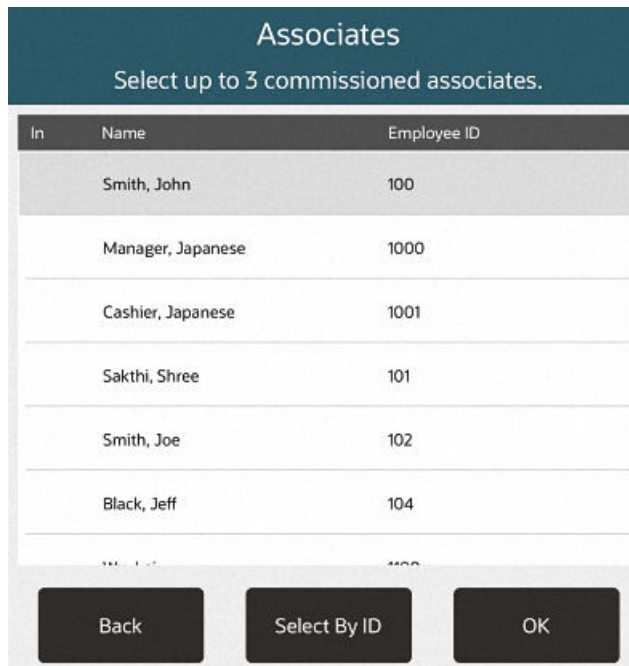 Associates
Select up to 3 commissioned associates.
In Name Employee ID
Smith, John 100
Manager, Japanese 1000
Cashier, Japanese 1001
Sakthi, Shree 101
Smith, Joe 102
Black, Jeff 104
Back Select By ID OK